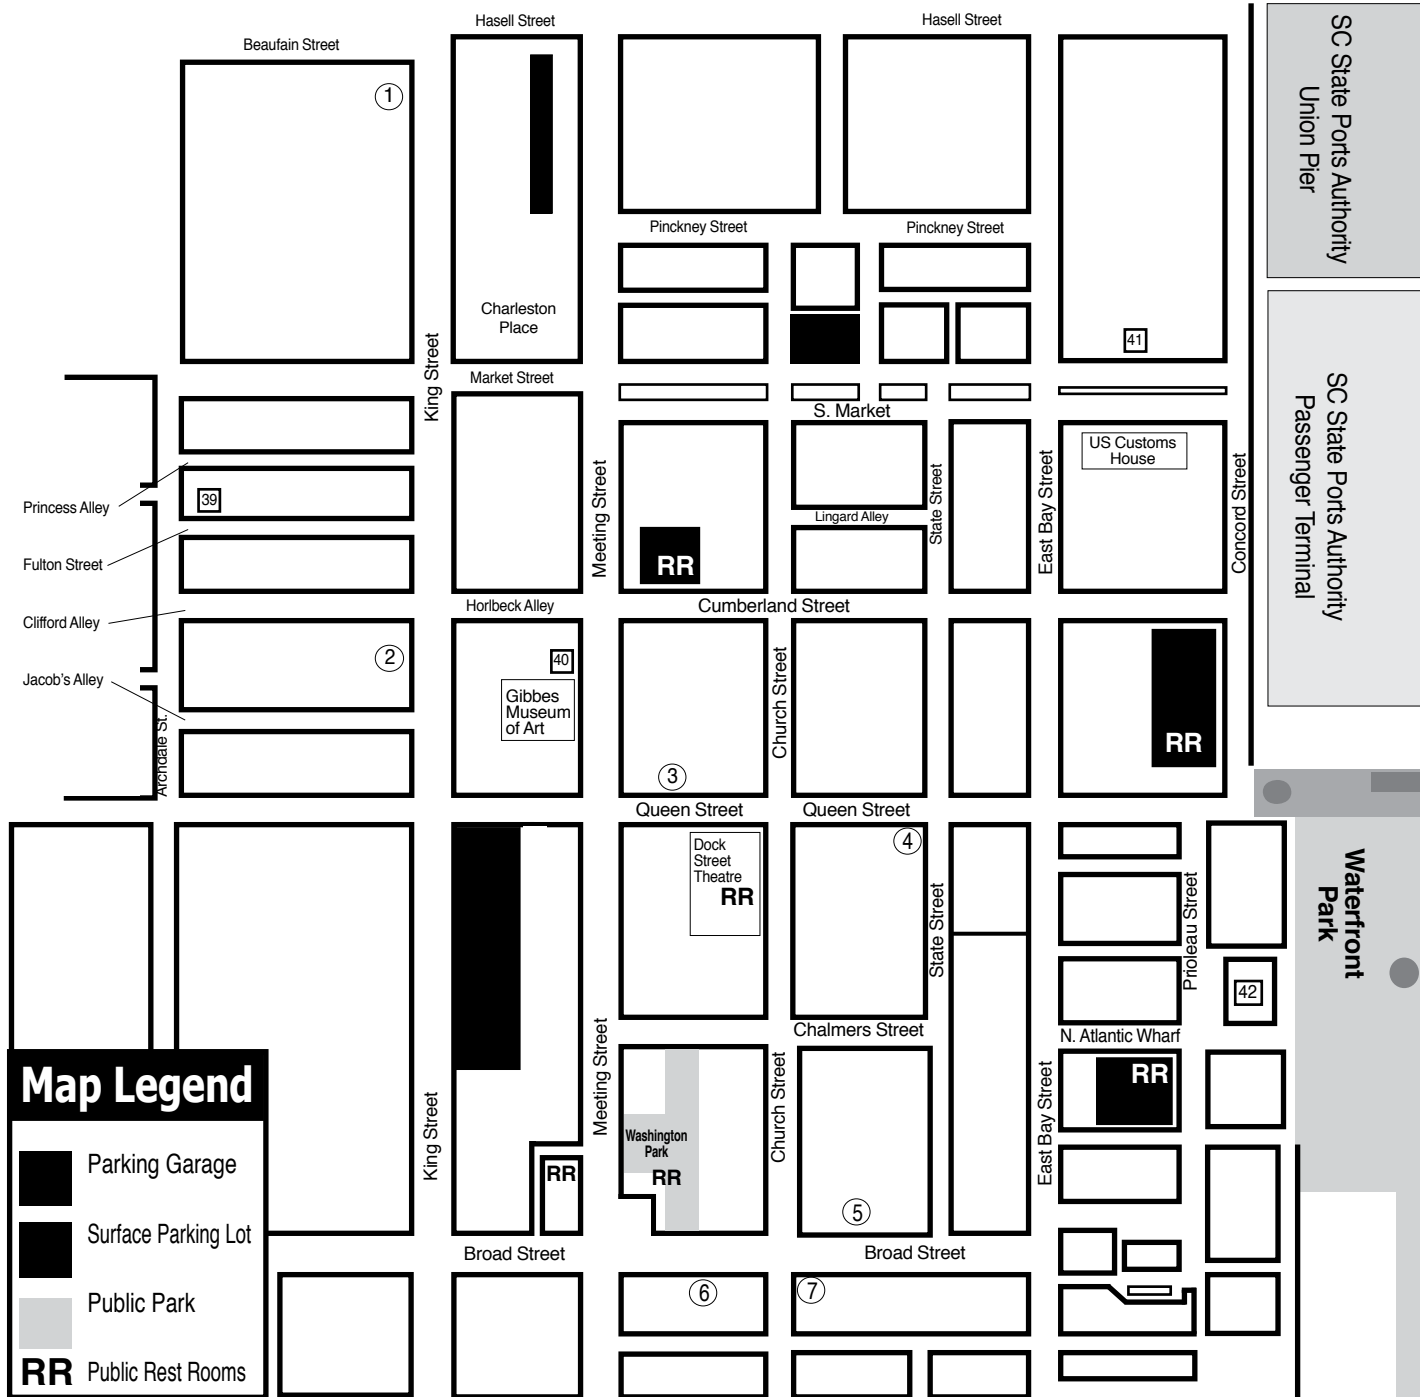 Hasell Street
Hasell Street
Beaufain Street
SC State Ports Authority
Union Pier
1
Pinckney Street
Pinckney Street
Charleston
Place
41
King Street
Market Street
S. Market
SC State Ports Authority
Passenger Terminal
US Customs
House
Meeting Street
State Street
East Bay Street
Concord Street
39
Princess Alley
Lingard Alley
Fulton Street
RR
Horlbeck Alley
Cumberland Street
Clifford Alley
2
40
Jacob's Alley
Gibbes
Museum
of Art
Church Street
Archdale St.
RR
3
Queen Street
Queen Street
4
Dock
Street
Theatre
RR
State Street
Prioleau Street
Waterfront
Park
42
Chalmers Street
N. Atlantic Wharf
Meeting Street
Church Street
East Bay Street
King Street
RR
Washington
Park
RR
RR
5
Broad Street
Broad Street
6
7
Map Legend
Parking Garage
Surface Parking Lot
Public Park
RR Public Rest Rooms